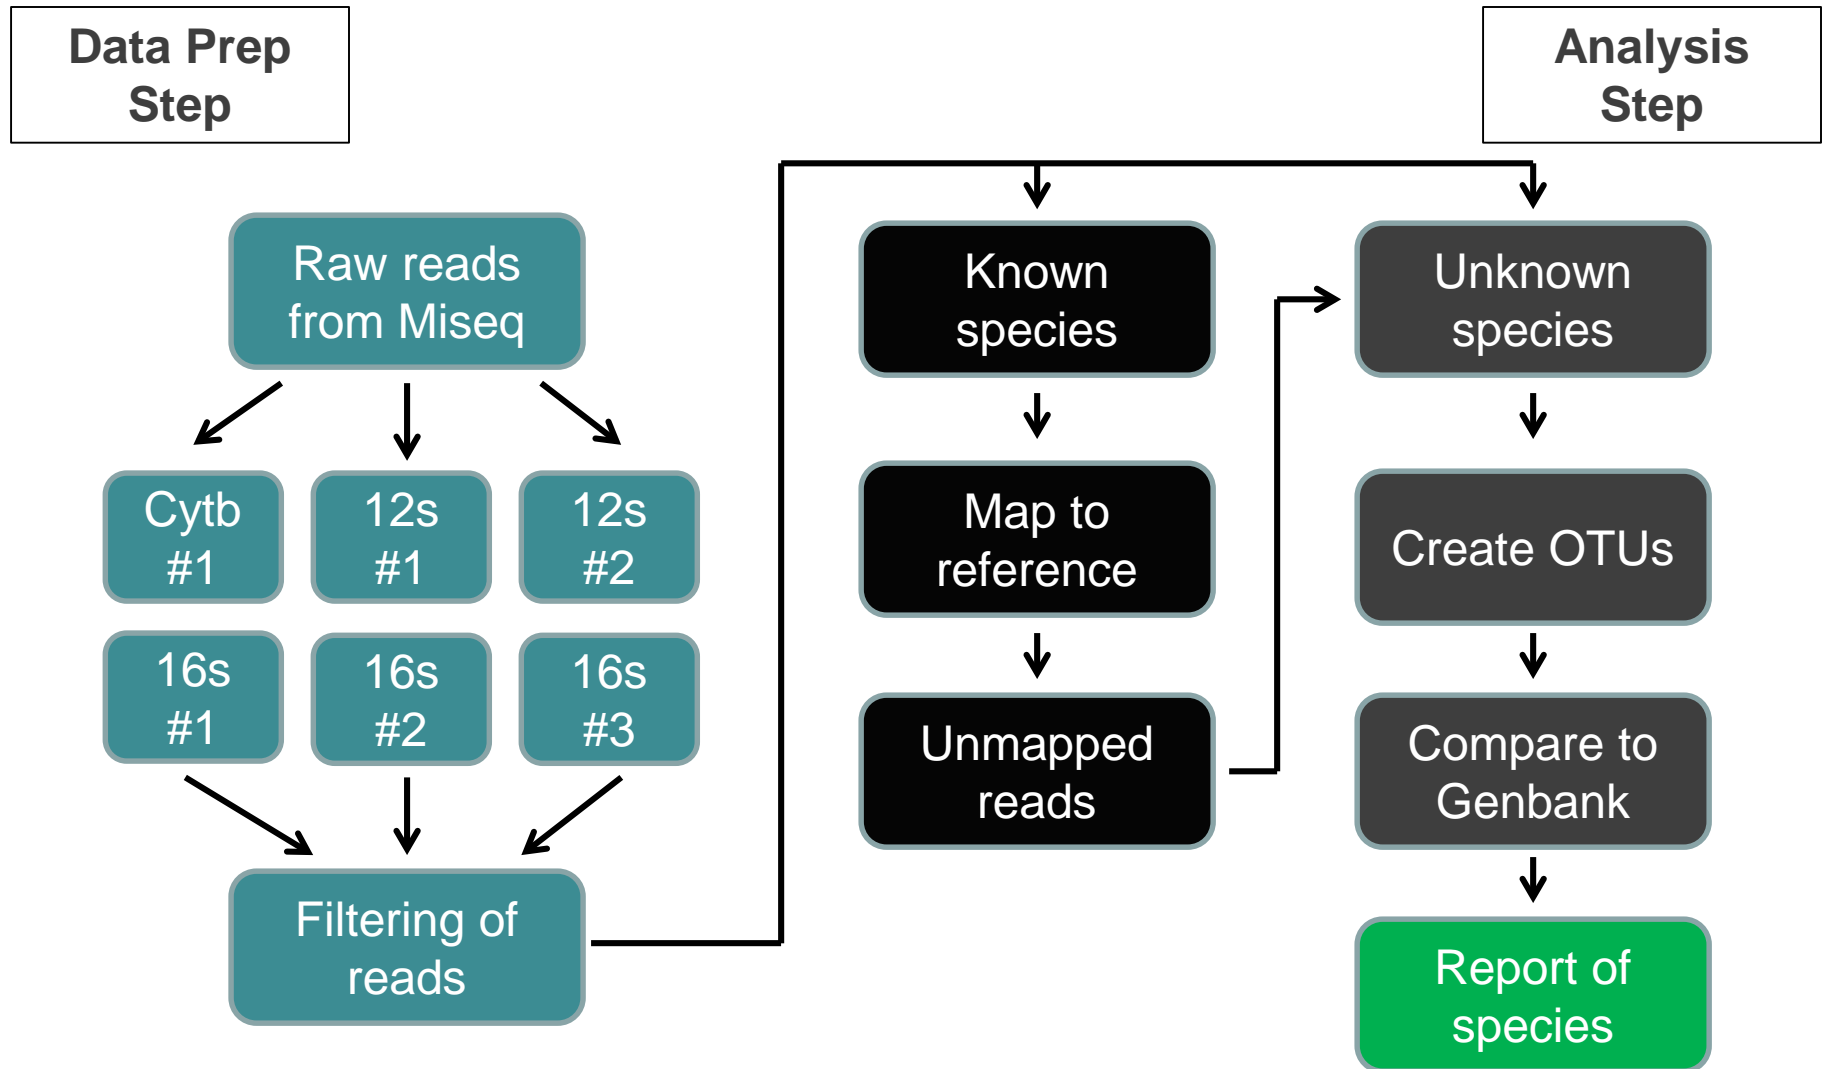 Data Prep
Step
Analysis
Step
Raw reads
from Miseq
Cytb
#1
12s
#1
12s
#2
16s
#1
16s
#2
16s
#3
Filtering of
reads
Known
species
Map to
reference
Unmapped
reads
Unknown
species
Create OTUs
Compare to
Genbank
Report of
species